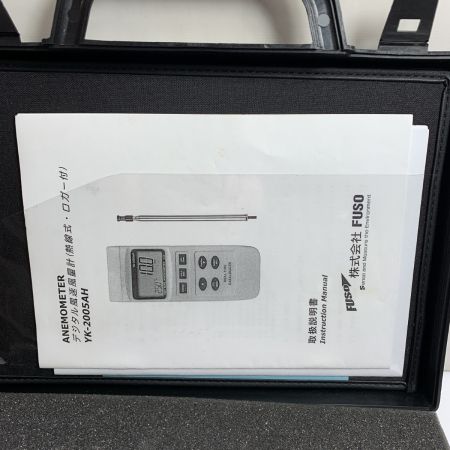 ANEMOMETER
デジタル風速風量計(熱線式・ロガー付)
YK-2005AH
取扱説明書
Instruction Manual
FUSO
株式会社 FUSO